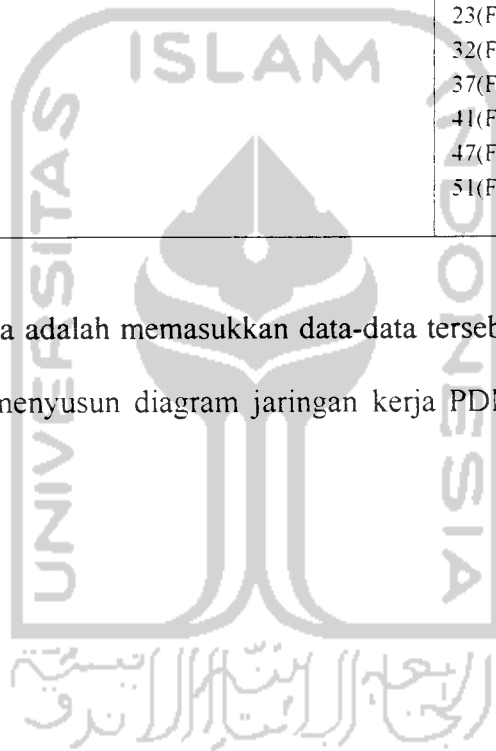 23(F
32(F
37(F
41(F
47(F
51(F
a adalah memasukkan data-data terseb
menyusun diagram jaringan kerja PD
UNIVERSITAS
ISLAM
INDONESIA